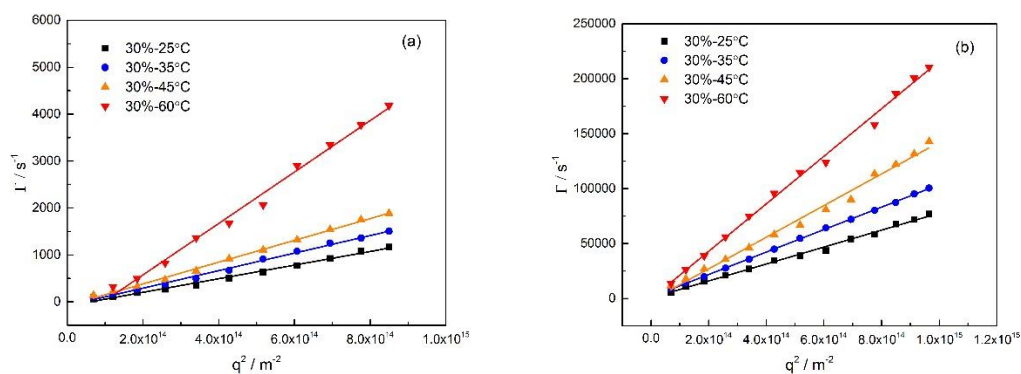 6000
5000
4000
3000
2000
1000
0
Γ / s⁻¹
(a)
30%-25°C
30%-35°C
30%-45°C
30%-60°C
0.0 2.0x10¹⁴ 4.0x10¹⁴ 6.0x10¹⁴ 8.0x10¹⁴ 1.0x10¹⁵
q² / m⁻²
250000
200000
150000
100000
50000
0
Γ / s⁻¹
(b)
30%-25°C
30%-35°C
30%-45°C
30%-60°C
0.0 2.0x10¹⁴ 4.0x10¹⁴ 6.0x10¹⁴ 8.0x10¹⁴ 1.0x10¹⁵ 1.2x10¹⁵
q² / m⁻²